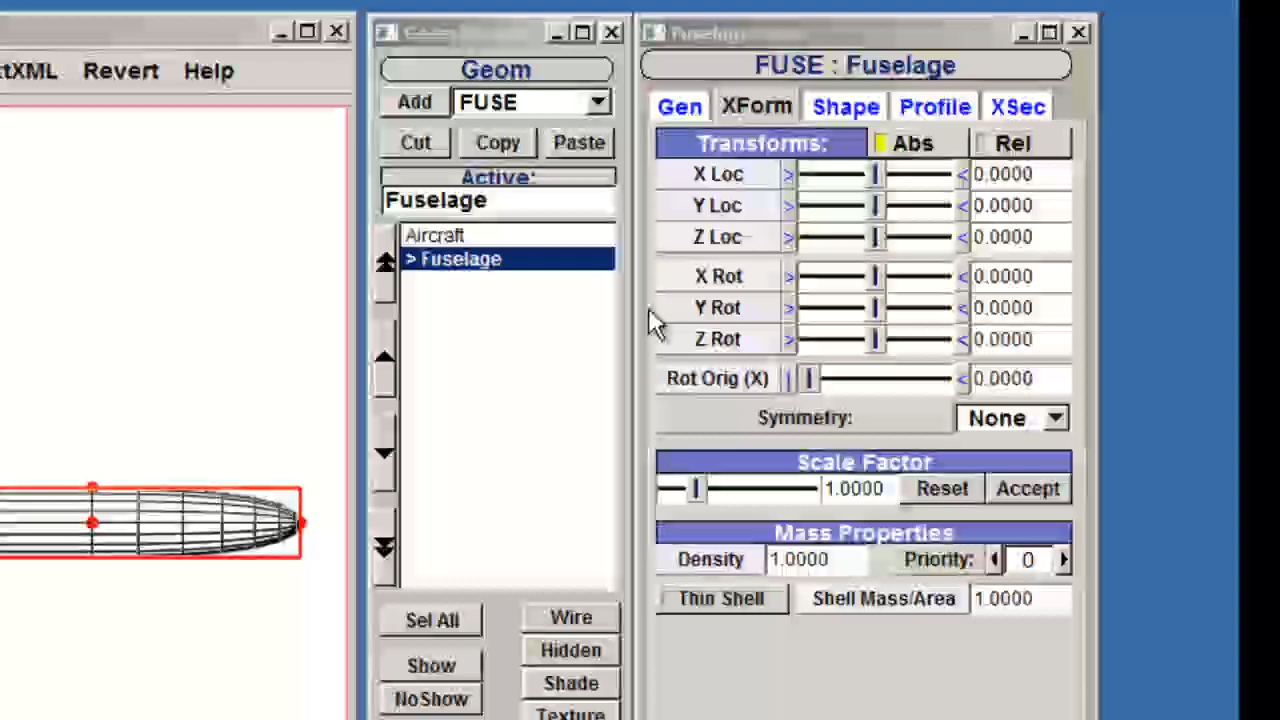 tXML Revert Help
Geom
Add FUSE
Cut Copy Paste
Active:
Fuselage
Aircraft
> Fuselage
Sel All
Show
NoShow
Wire
Hidden
Shade
Texture
Fuselage
FUSE : Fuselage
Gen XForm Shape Profile XSec
Transforms: Abs Rel
X Loc > < 0.0000
Y Loc > < 0.0000
Z Loc > < 0.0000
X Rot > < 0.0000
Y Rot > < 0.0000
Z Rot > < 0.0000
Rot Orig (X) | < 0.0000
Symmetry: None
Scale Factor
1.0000 Reset Accept
Mass Properties
Density 1.0000 Priority: 0
Thin Shell Shell Mass/Area 1.0000